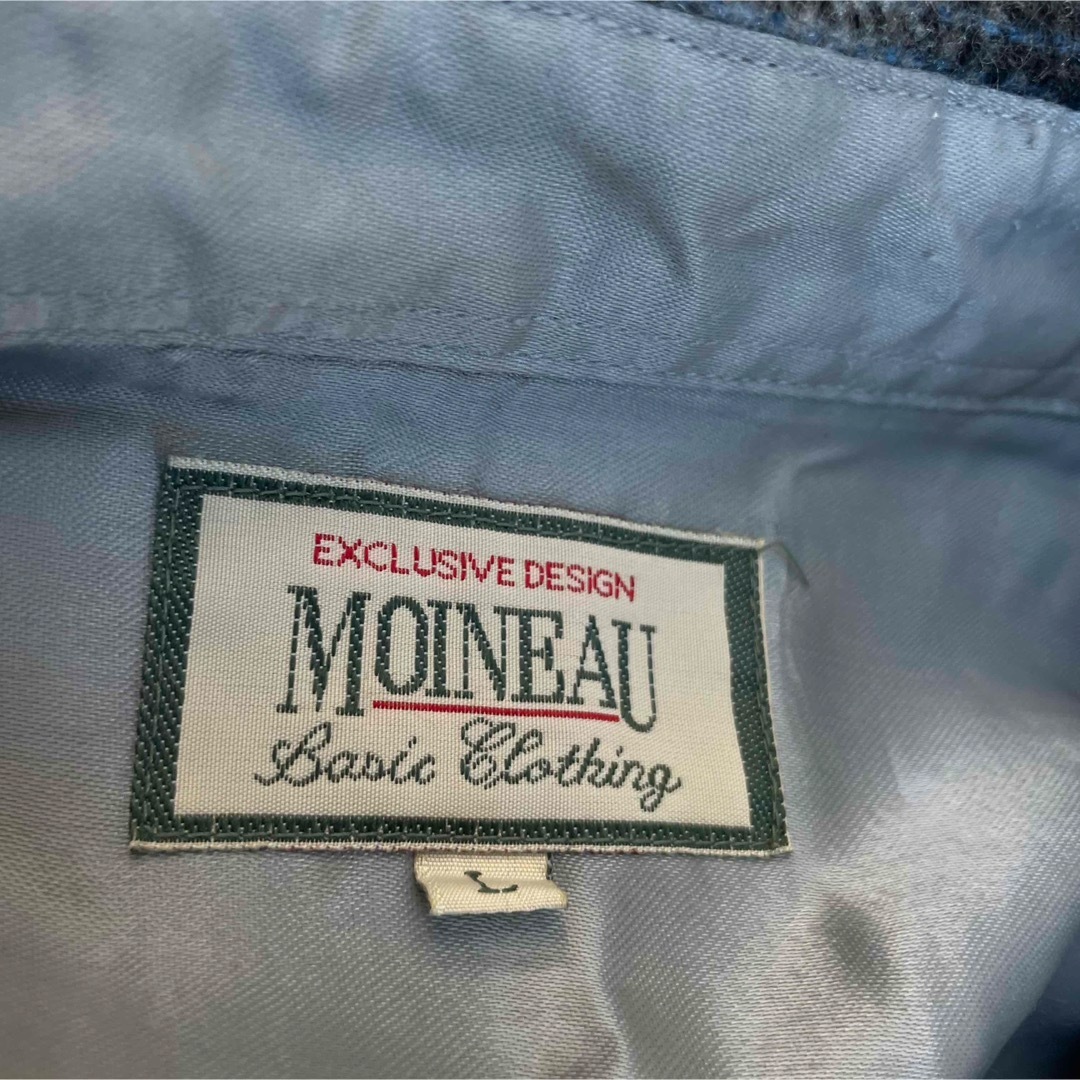 EXCLUSIVE DESIGN
MOINEAU
Basic Clothing
L